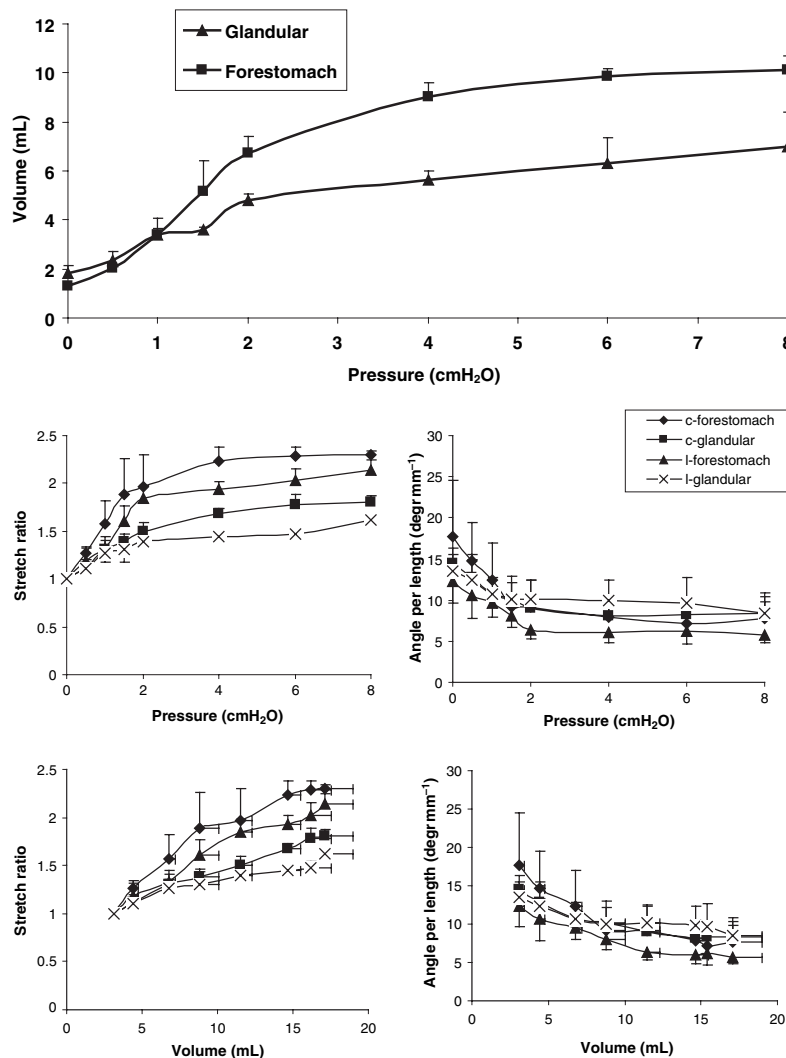 Glandular
Forestomach
Volume (mL)
12
10
8
6
4
2
0
0 1 2 3 4 5 6 7 8
Pressure (cmH₂O)
Stretch ratio
2.5
2
1.5
1
0.5
0
0 2 4 6 8
Pressure (cmH₂O)
c-forestomach
c-glandular
l-forestomach
l-glandular
Angle per length (degr mm⁻¹)
30
25
20
15
10
5
0
0 2 4 6 8
Pressure (cmH₂O)
Stretch ratio
2.5
2
1.5
1
0.5
0
0 5 10 15 20
Volume (mL)
Angle per length (degr mm⁻¹)
30
25
20
15
10
5
0
0 5 10 15 20
Volume (mL)